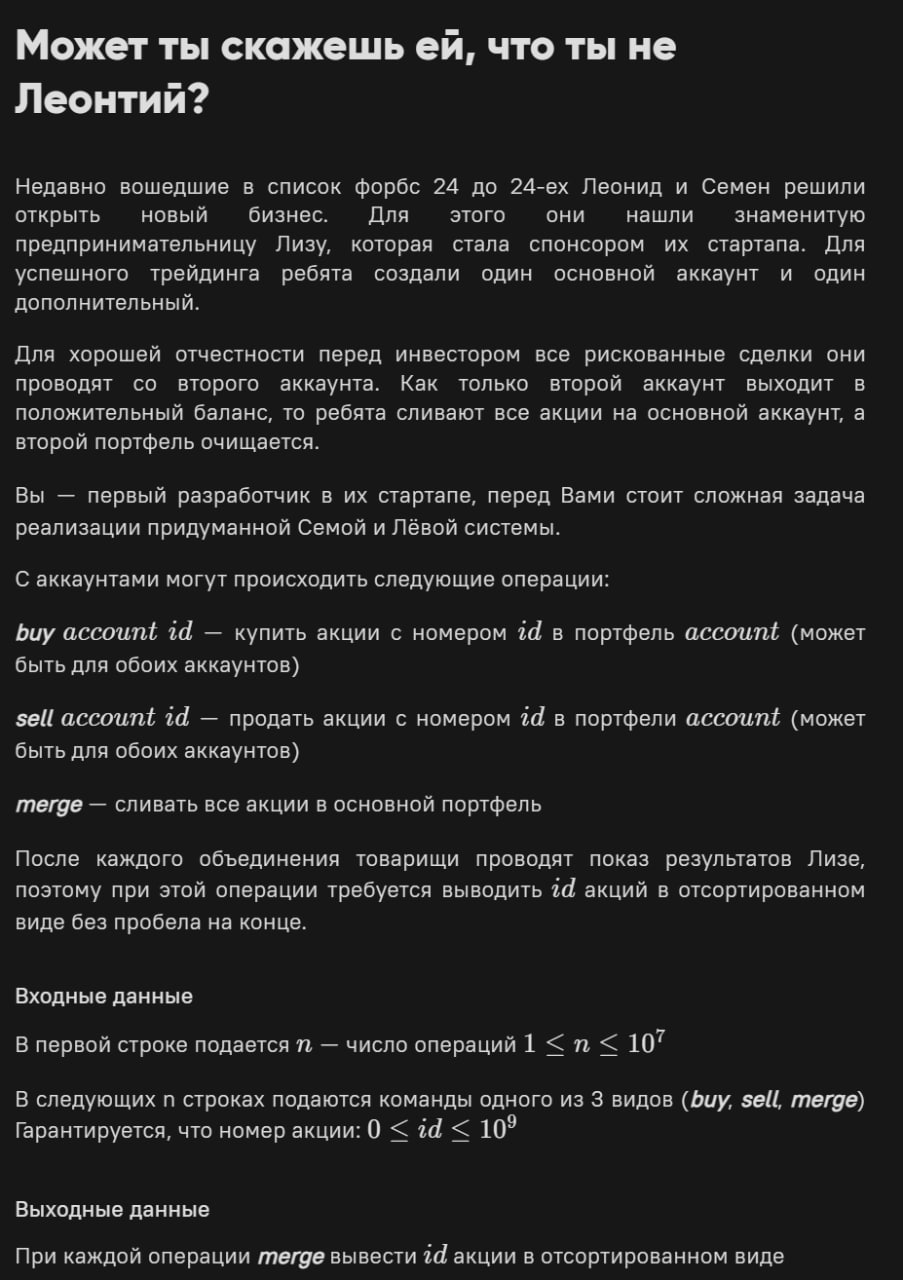 Может ты скажешь ей, что ты не
Леонтий?
Недавно вошедшие в список форбс 24 до 24-ех Леонид и Семен решили
открыть новый бизнес. Для этого они нашли знаменитую
предпринимательницу Лизу, которая стала спонсором их стартапа. Для
успешного трейдинга ребята создали один основной аккаунт и один
дополнительный.
Для хорошей отчестности перед инвестором все рискованные сделки они
проводят со второго аккаунта. Как только второй аккаунт выходит в
положительный баланс, то ребята сливают все акции на основной аккаунт, а
второй портфель очищается.
Вы — первый разработчик в их стартапе, перед Вами стоит сложная задача
реализации придуманной Семой и Лёвой системы.
С аккаунтами могут происходить следующие операции:
buy account id — купить акции с номером id в портфель account (может
быть для обоих аккаунтов)
sell account id — продать акции с номером id в портфели account (может
быть для обоих аккаунтов)
merge — сливать все акции в основной портфель
После каждого объединения товарищи проводят показ результатов Лизе,
поэтому при этой операции требуется выводить id акций в отсортированном
виде без пробела на конце.
Входные данные
В первой строке подается n — число операций 1 ≤ n ≤ 10⁷
В следующих n строках подаются команды одного из 3 видов (buy, sell, merge)
Гарантируется, что номер акции: 0 ≤ id ≤ 10⁹
Выходные данные
При каждой операции merge вывести id акции в отсортированном виде